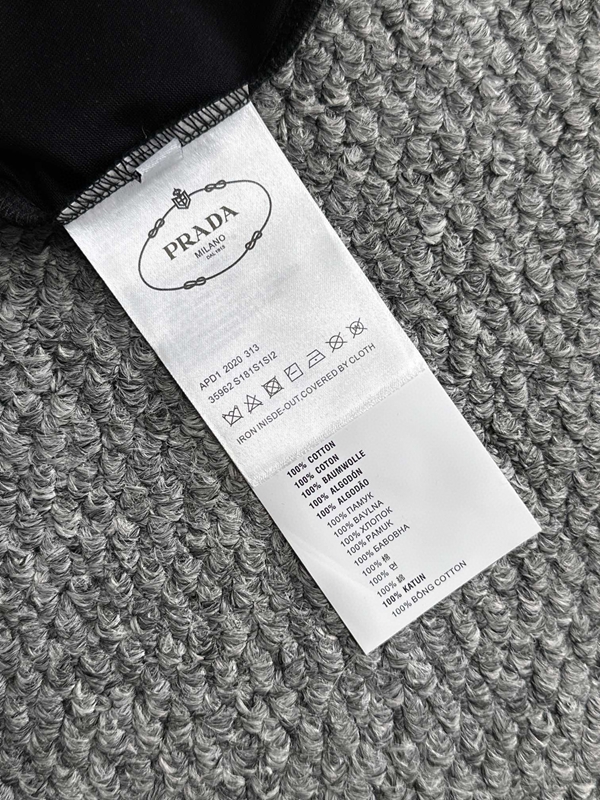 PRADA
MILANO
DAL 1913
APD1 2020 313
35962.S181S1SI2
IRON INISDE-OUT.COVERED BY CLOTH
100% COTTON
100% COTON
100% BAUMWOLLE
100% ALGODÓN
100% ALGODÃO
100% ПАМУК
100% BAVLNA
100% ХЛОПОК
100% PAMUK
100% БАВОВНА
100% 棉
100% 면
100% 綿
100% KATUN
100% BÔNG COTTON